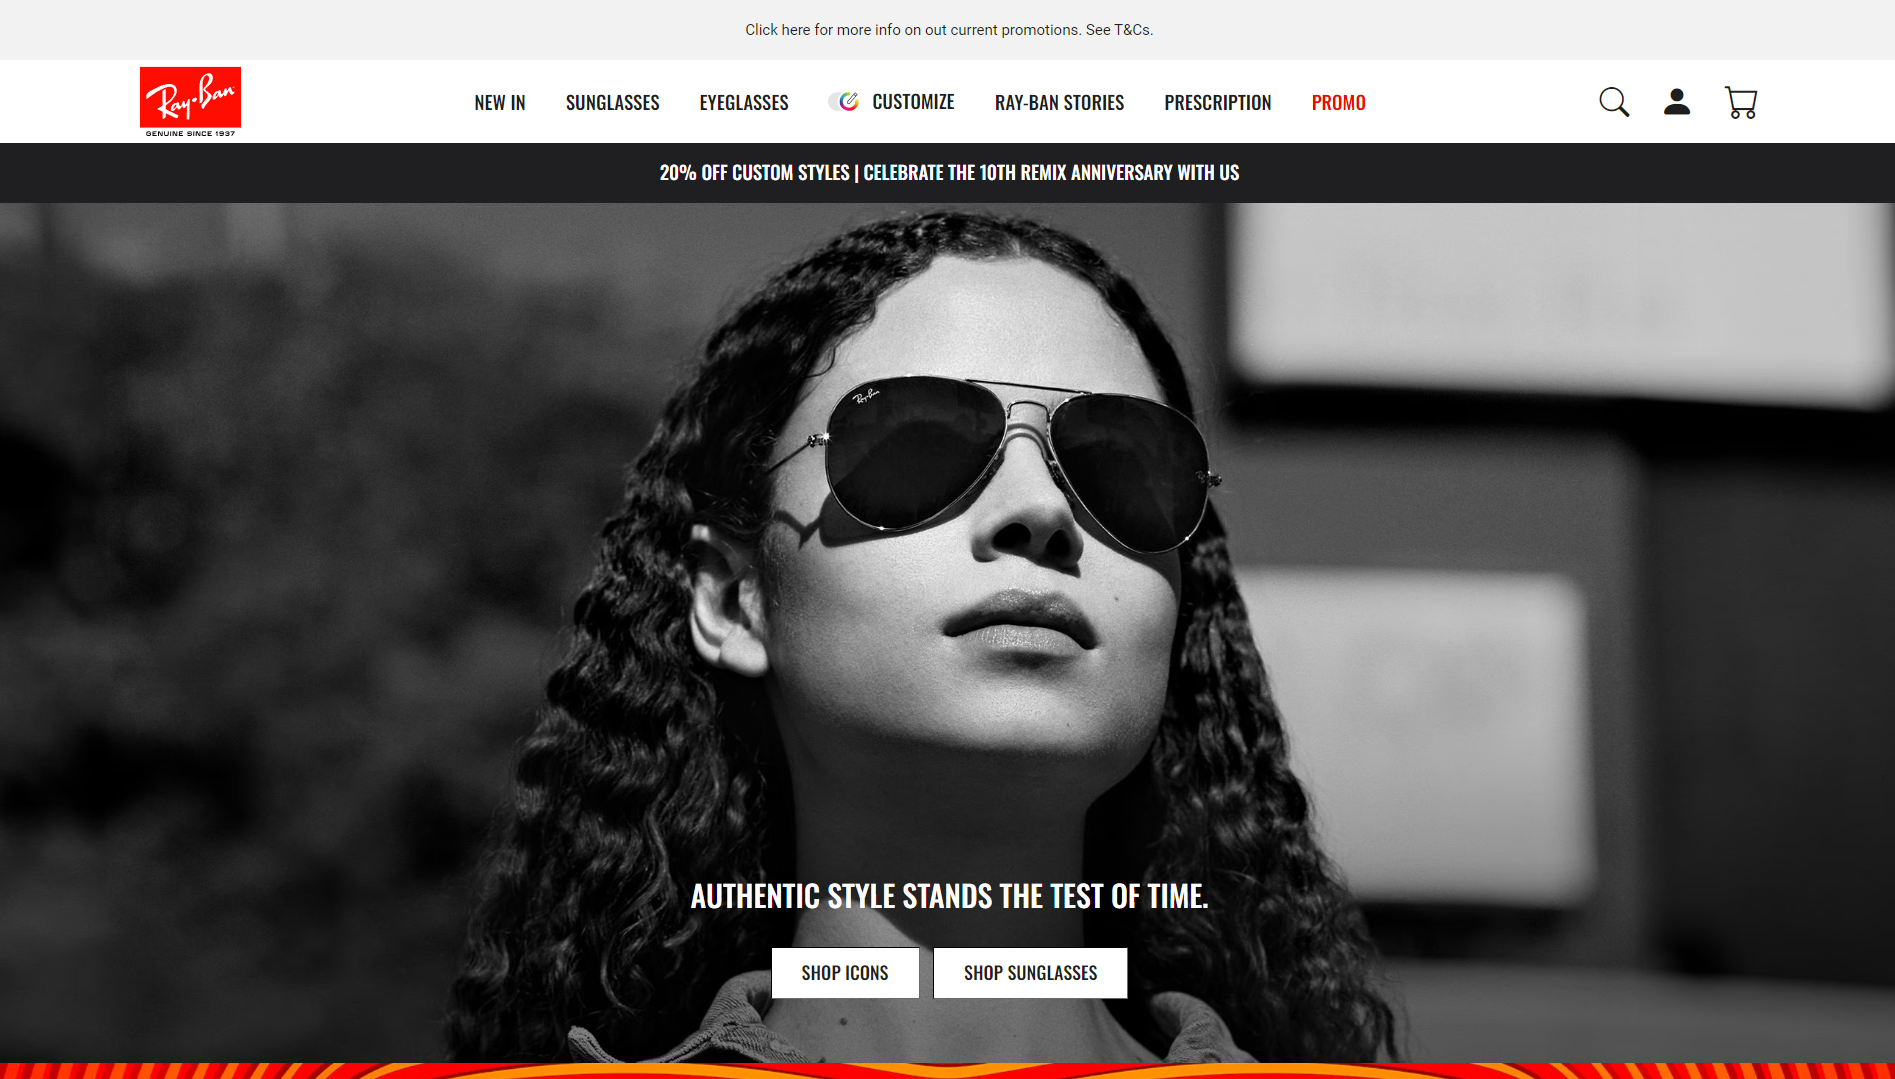 Click here for more info on out current promotions. See T&Cs.
Ray-Ban
GENUINE SINCE 1937
NEW IN SUNGLASSES EYEGLASSES CUSTOMIZE RAY-BAN STORIES PRESCRIPTION PROMO
20% OFF CUSTOM STYLES | CELEBRATE THE 10TH REMIX ANNIVERSARY WITH US
Ray-Ban
AUTHENTIC STYLE STANDS THE TEST OF TIME.
SHOP ICONS SHOP SUNGLASSES